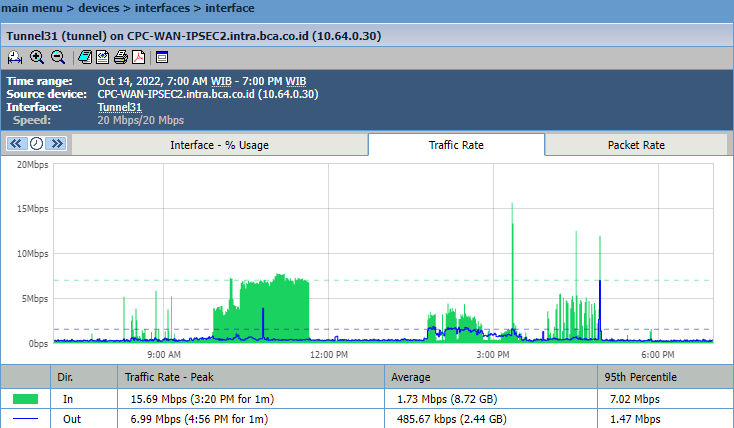 main menu > devices > interfaces > interface
Tunnel31 (tunnel) on CPC-WAN-IPSEC2.intra.bca.co.id (10.64.0.30)
Time range: Oct 14, 2022, 7:00 AM WIB - 7:00 PM WIB
Source device: CPC-WAN-IPSEC2.intra.bca.co.id (10.64.0.30)
Interface: Tunnel31
Speed: 20 Mbps/20 Mbps
Interface - % Usage Traffic Rate Packet Rate
20Mbps
15Mbps
10Mbps
5Mbps
0bps
9:00 AM 12:00 PM 3:00 PM 6:00 PM
Dir. Traffic Rate - Peak Average 95th Percentile
In 15.69 Mbps (3:20 PM for 1m) 1.73 Mbps (8.72 GB) 7.02 Mbps
Out 6.99 Mbps (4:56 PM for 1m) 485.67 kbps (2.44 GB) 1.47 Mbps